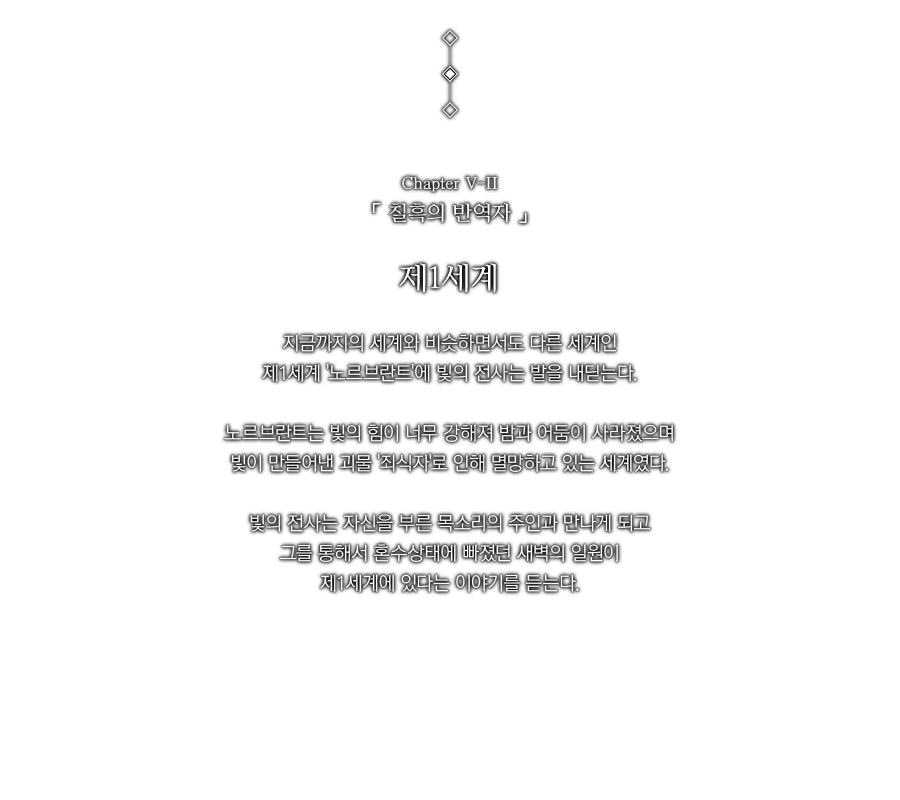 Chapter V-II
「 칠흑의 반역자 」
제1세계
지금까지의 세계와 비슷하면서도 다른 세계인
제1세계 '노르브란트'에 빛의 전사는 발을 내딛는다.
노르브란트는 빛의 힘이 너무 강해져 밤과 어둠이 사라졌으며
빛이 만들어낸 괴물 '죄식자'로 인해 멸망하고 있는 세계였다.
빛의 전사는 자신을 부른 목소리의 주인과 만나게 되고
그를 통해서 혼수상태에 빠졌던 새벽의 일원이
제1세계에 있다는 이야기를 듣는다.